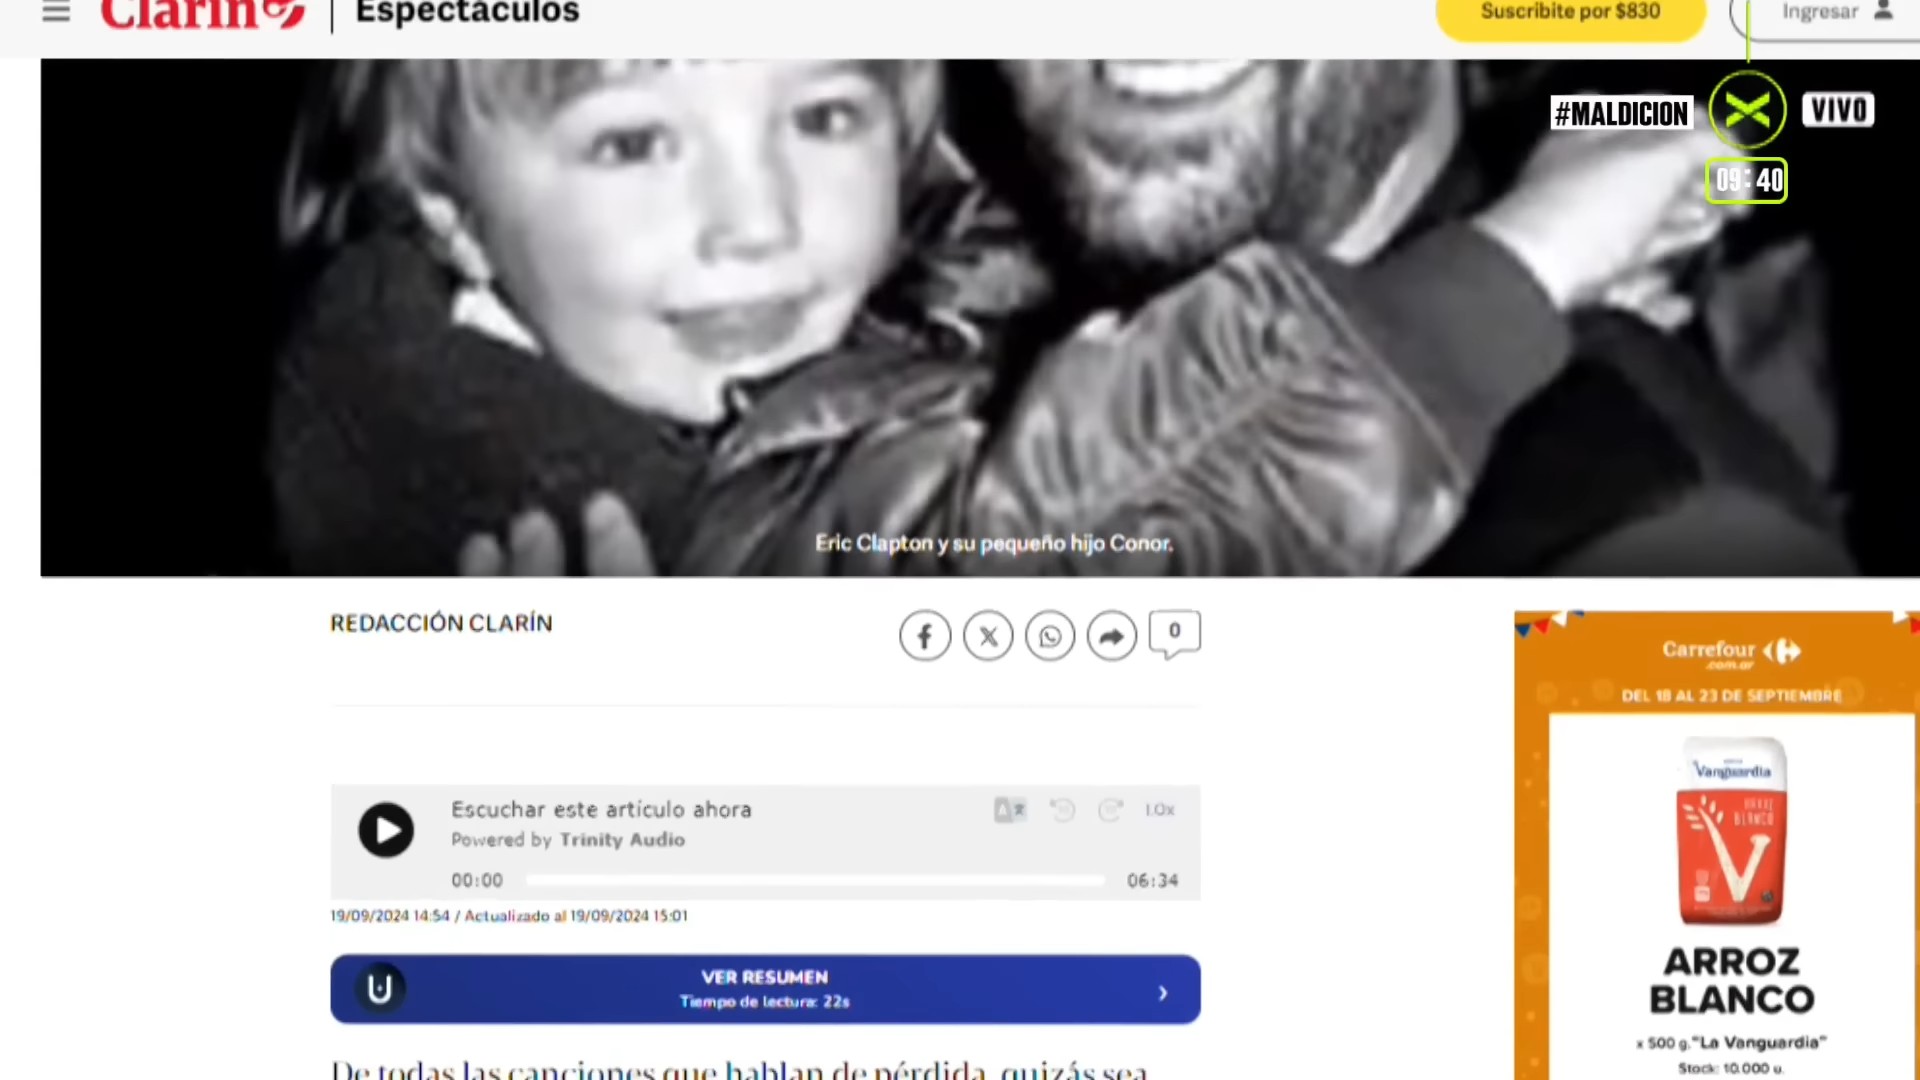 Clarín
Espectáculos
Suscribite por $830
Ingresar
#MALDICION
VIVO
09:40
Eric Clapton y su pequeño hijo Conor.
REDACCIÓN CLARÍN
0
Escuchar este artículo ahora
Powered by Trinity Audio
1.0x
00:00
06:34
19/09/2024 14:54 / Actualizado al 19/09/2024 15:01
VER RESUMEN
Tiempo de lectura: 22s
De todas las canciones que hablan de pérdida, quizás sea
Carrefour
.com.ar
DEL 18 AL 23 DE SEPTIEMBRE
Vanguardia
ARROZ
BLANCO
ARROZ
BLANCO
x 500 g. "La Vanguardia"
Stock: 10.000 u.